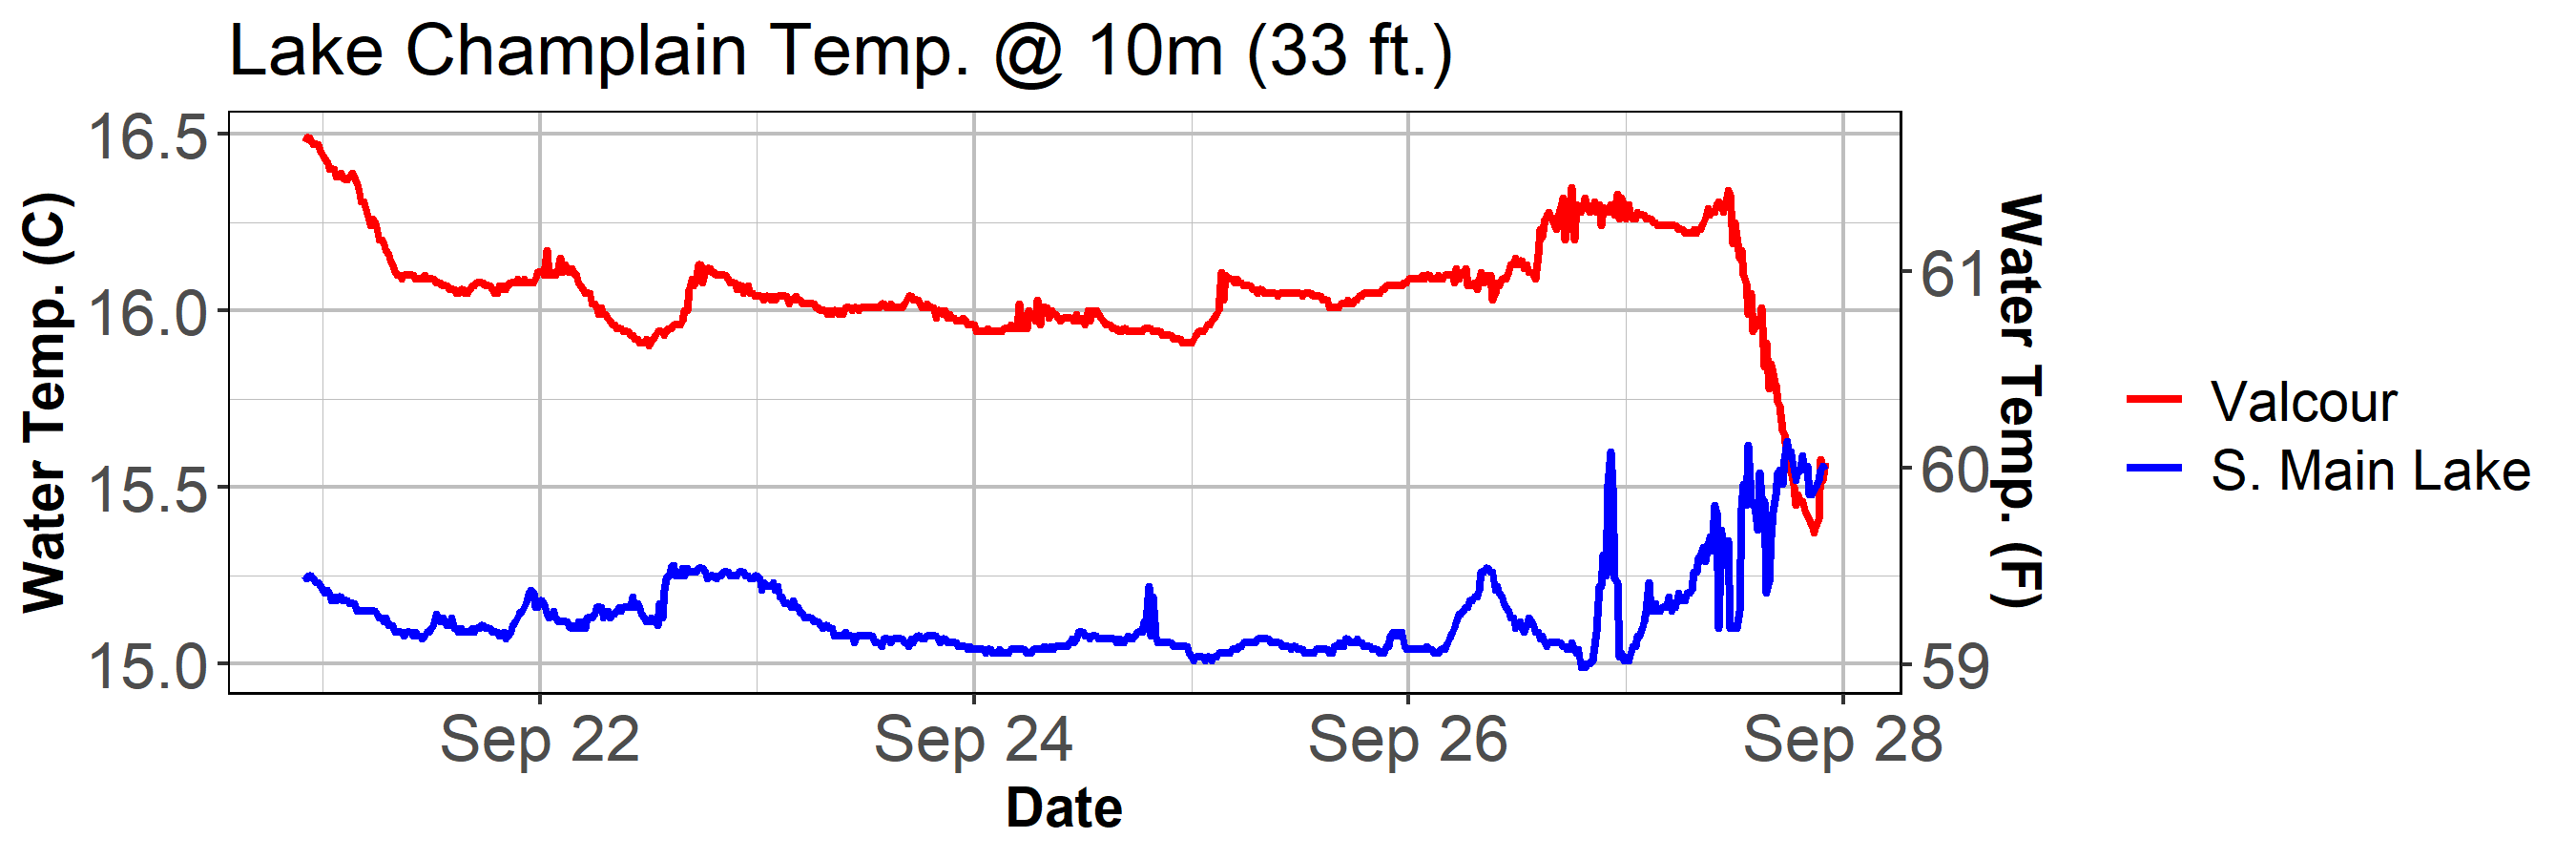 Lake Champlain Temp. @ 10m (33 ft.)
Water Temp. (C)
16.5
16.0
15.5
15.0
61
60
59
Water Temp. (F)
Sep 22
Sep 24
Sep 26
Sep 28
Date
Valcour
S. Main Lake